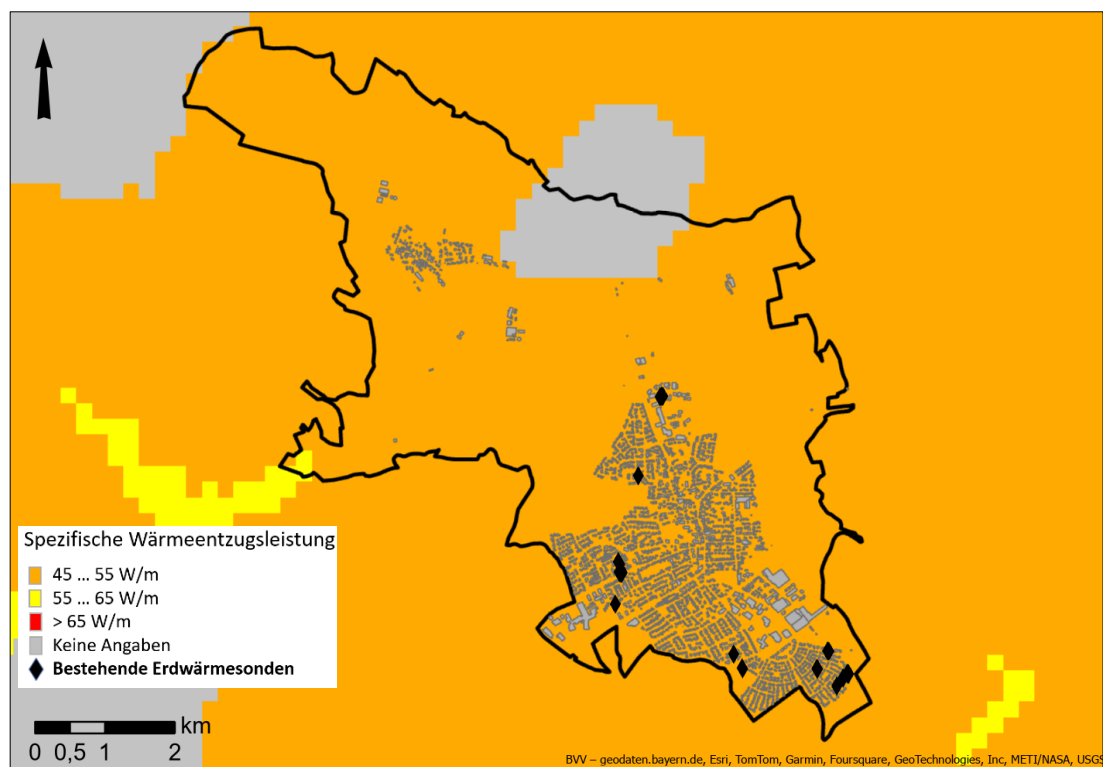 Spezifische Wärmeentzugsleistung
45 ... 55 W/m
55 ... 65 W/m
> 65 W/m
Keine Angaben
Bestehende Erdwärmesonden
km
0 0,5 1 2
BVV – geodaten.bayern.de, Esri, TomTom, Garmin, Foursquare, GeoTechnologies, Inc, METI/NASA, USGS